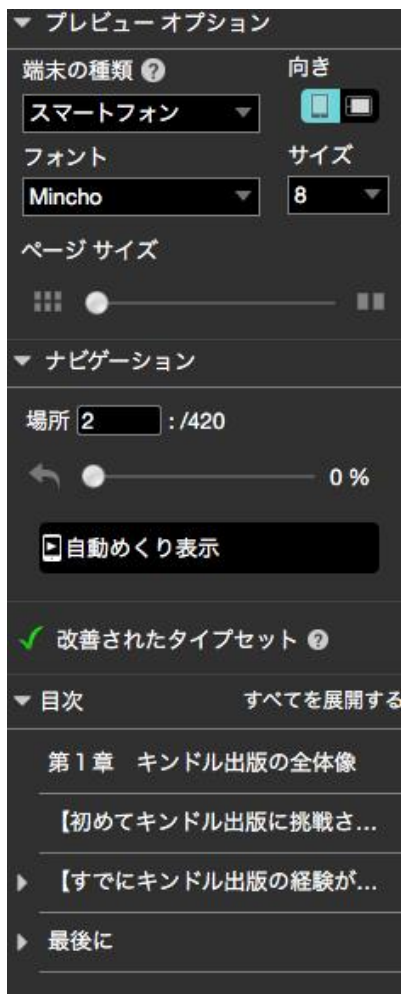 プレビュー オプション
端末の種類 ?
向き
スマートフォン
フォント
サイズ
Mincho
8
ページ サイズ
ナビゲーション
場所 2 : /420
0 %
自動めくり表示
改善されたタイプセット ?
目次 すべてを展開する
第1章 キンドル出版の全体像
【初めてキンドル出版に挑戦さ...
【すでにキンドル出版の経験が...
最後に